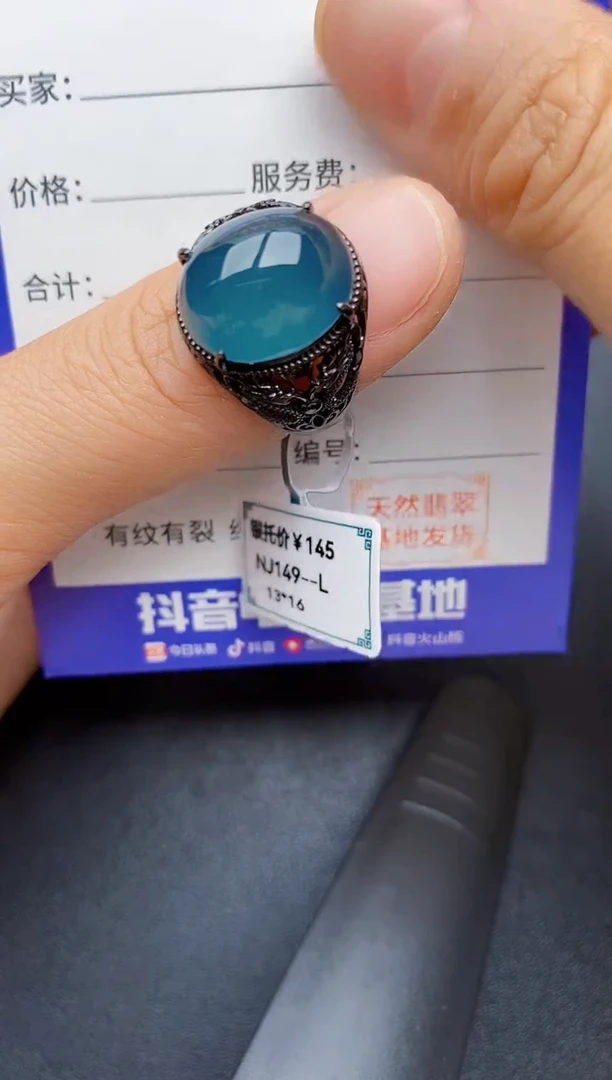 买家:
价格: 服务费:
合计:
编号:
有纹有裂
天然翡翠
基地发货
银托价¥145
NJ149--L
13*16
抖音 基地
今日头条 抖音 抖音火山版